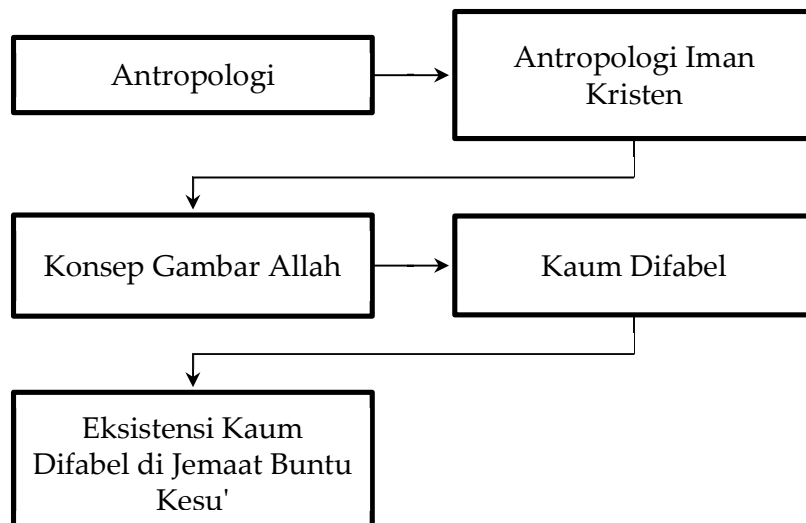 Antropologi
Antropologi Iman
Kristen
Konsep Gambar Allah
Kaum Difabel
Eksistensi Kaum
Difabel di Jemaat Buntu
Kesu'